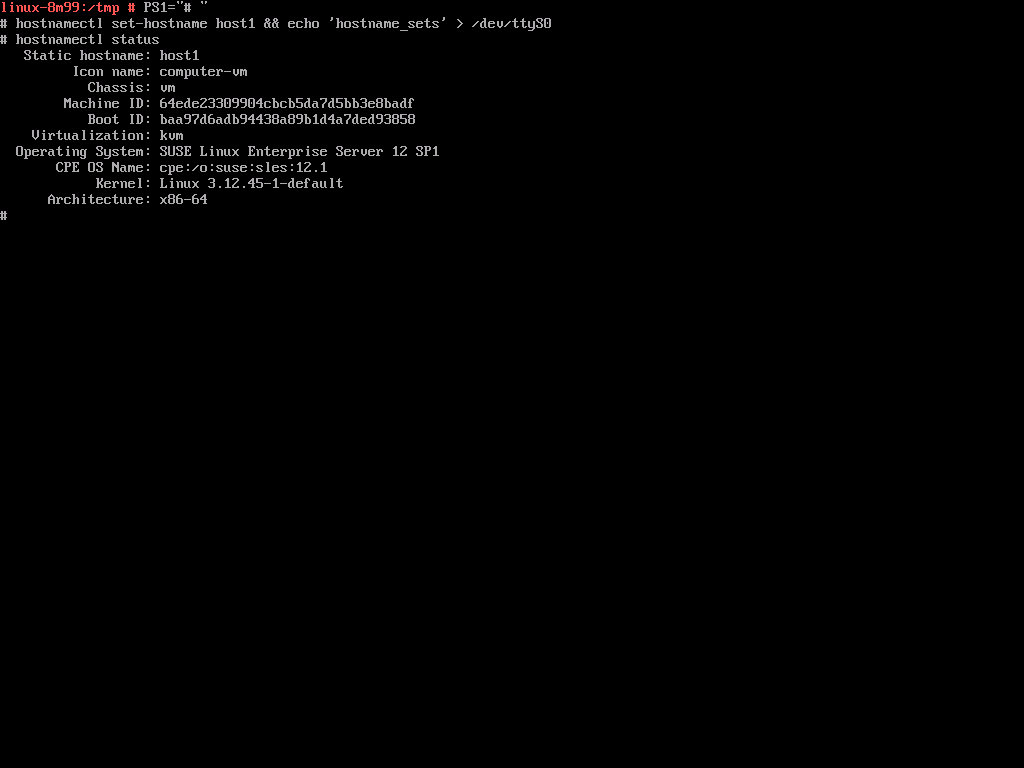 linux-8m99:/tmp # PS1="# "
# hostnamectl set-hostname host1 && echo 'hostname_sets' > /dev/ttyS0
# hostnamectl status
   Static hostname: host1
         Icon name: computer-vm
           Chassis: vm
        Machine ID: 64ede23309904cbcb5da7d5bb3e8badf
           Boot ID: baa97d6adb94438a89b1d4a7ded93858
    Virtualization: kvm
  Operating System: SUSE Linux Enterprise Server 12 SP1
       CPE OS Name: cpe:/o:suse:sles:12.1
            Kernel: Linux 3.12.45-1-default
      Architecture: x86-64
#